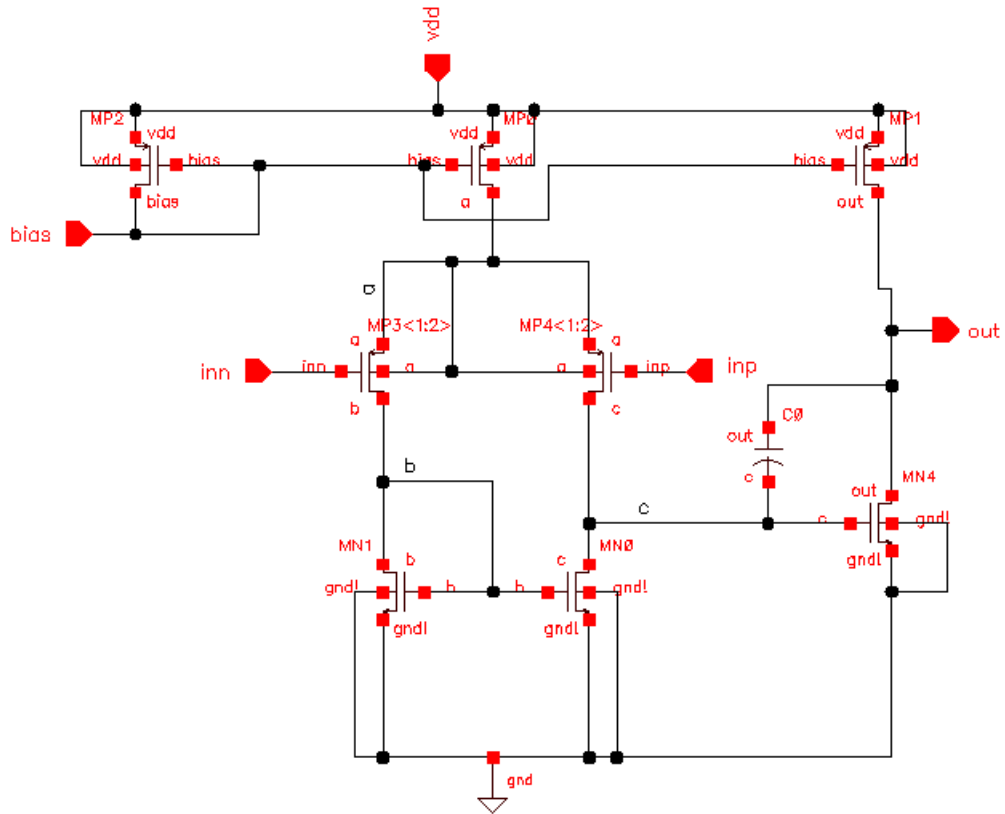 vdd
MP2
vdd
vdd
bias
bias
MP0
vdd
vdd
bias
a
MP1
vdd
vdd
bias
out
bias
a
MP3<1:2>
a
inn
inn
a
b
MP4<1:2>
a
a
inp
inp
c
out
C0
out
c
b
c
MN4
out
c
gnd!
gnd!
MN1
b
gnd!
b
gnd!
MN0
c
b
gnd!
gnd!
gnd